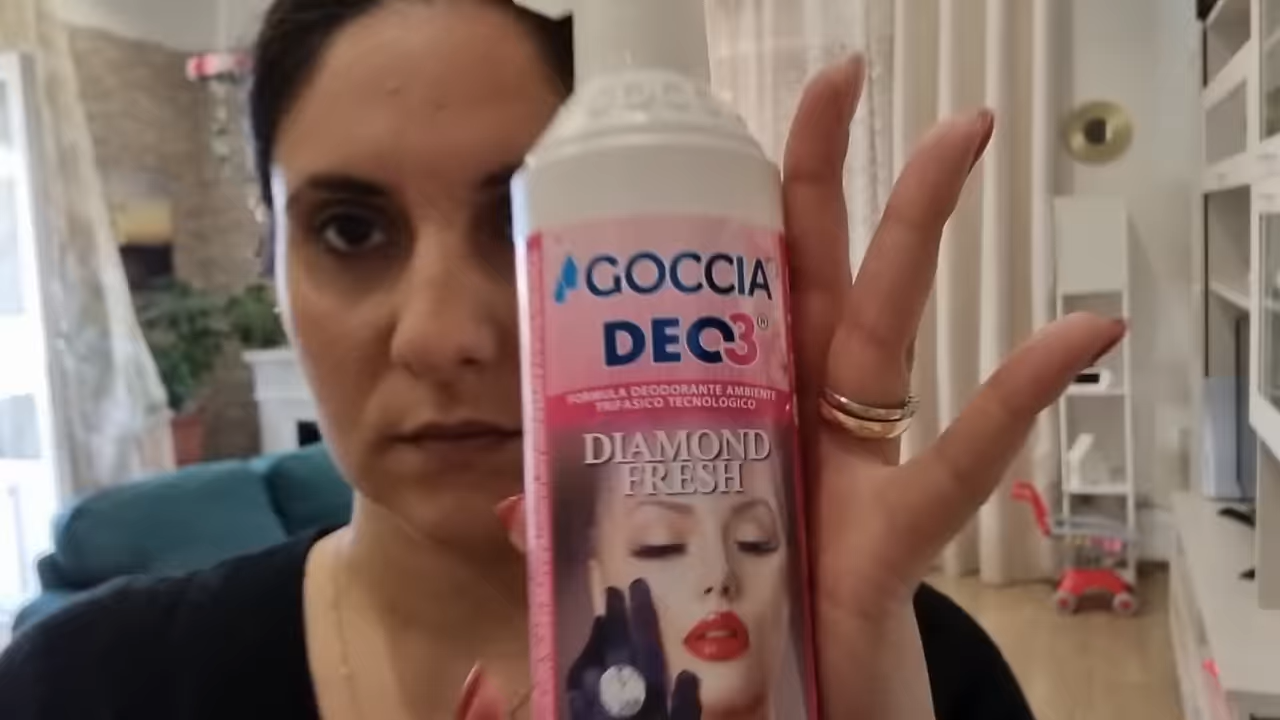 GOCCIA
DEO3®
FORMULA DEODORANTE AMBIENTE
TRIFASICO TECNOLOGICO
DIAMOND
FRESH